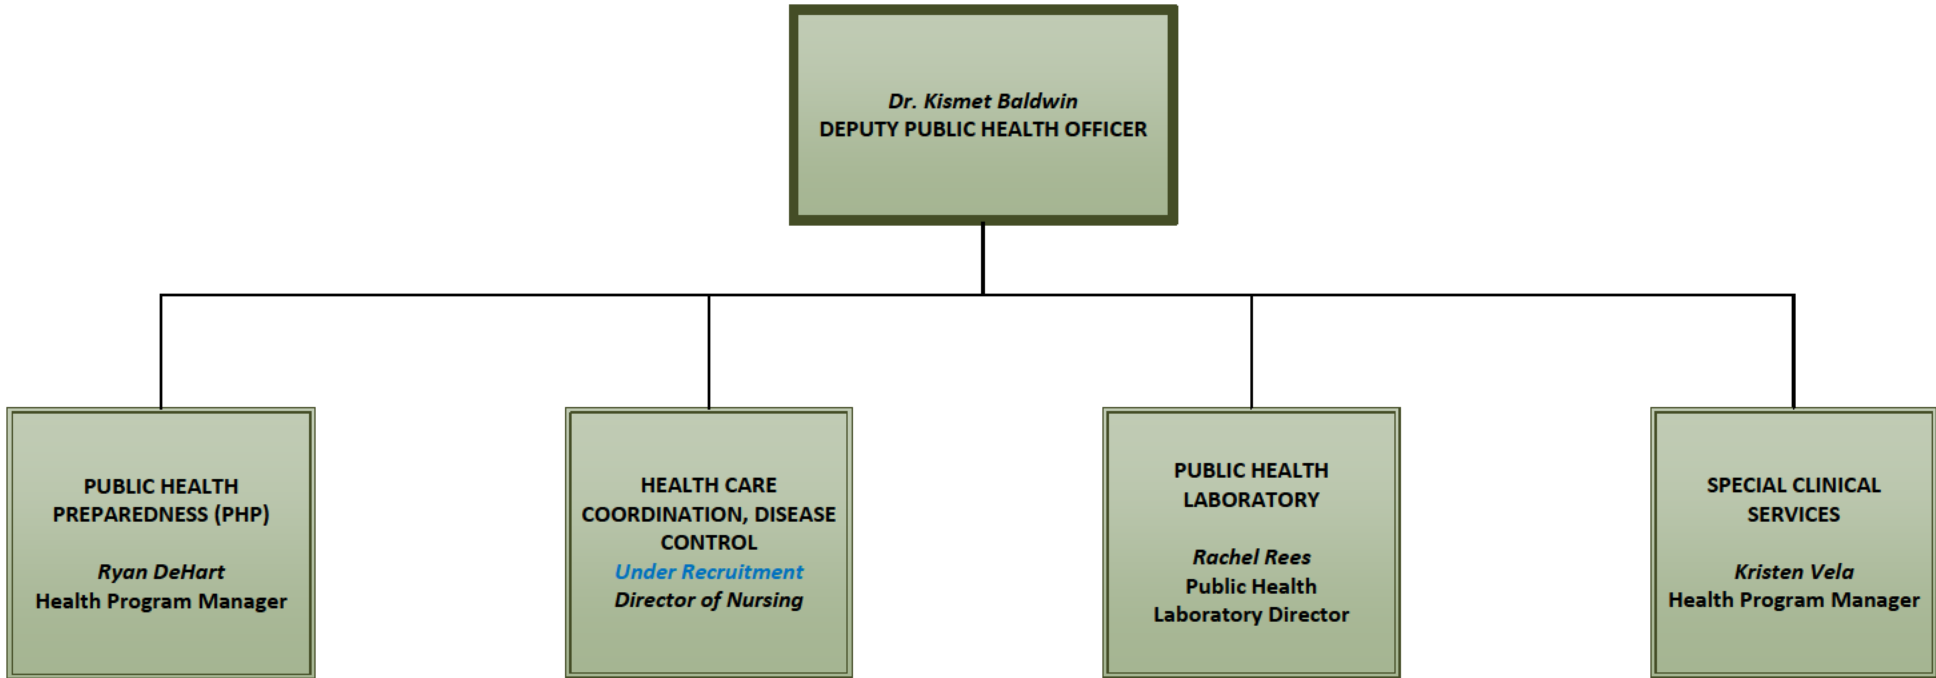 Dr. Kismet Baldwin
DEPUTY PUBLIC HEALTH OFFICER
PUBLIC HEALTH
PREPAREDNESS (PHP)
Ryan DeHart
Health Program Manager
HEALTH CARE
COORDINATION, DISEASE
CONTROL
Under Recruitment
Director of Nursing
PUBLIC HEALTH
LABORATORY
Rachel Rees
Public Health
Laboratory Director
SPECIAL CLINICAL
SERVICES
Kristen Vela
Health Program Manager